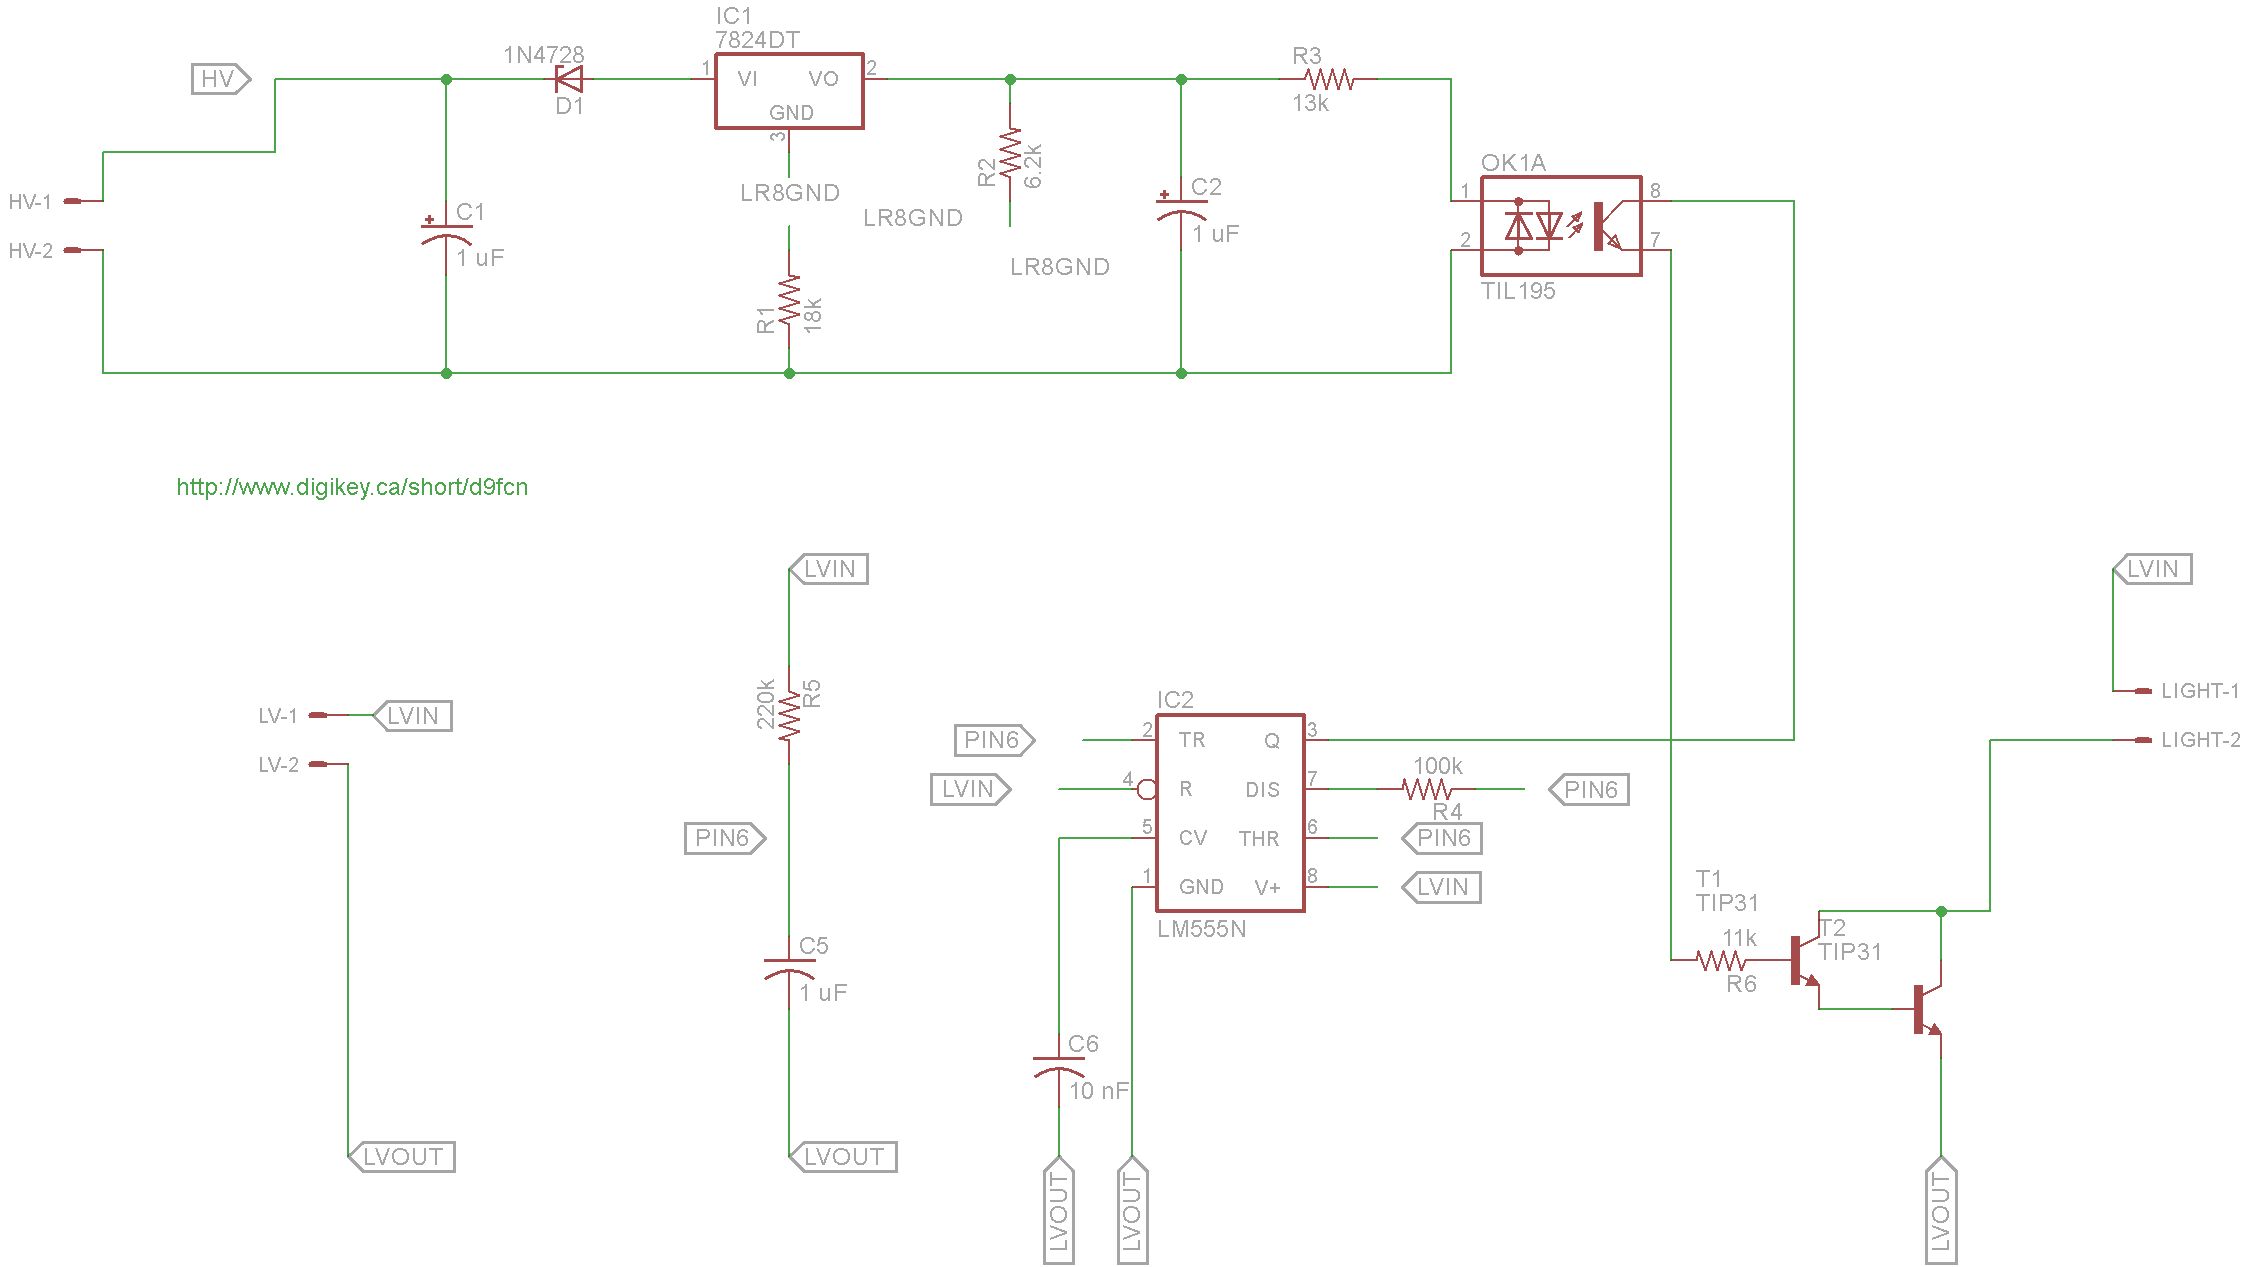 IC1
7824DT
HV
1N4728
D1
1
VI
VO
2
GND
3
LR8GND
R1
18k
LR8GND
R2
6.2k
LR8GND
C1
1 uF
C2
1 uF
R3
13k
HV-1
HV-2
OK1A
1
2
8
7
TIL195
http://www.digikey.ca/short/d9fcn
LVIN
220k
R5
PIN6
C5
1 uF
LVOUT
LV-1
LVIN
LV-2
LVOUT
IC2
PIN6
2
TR
Q
3
LVIN
4
R
DIS
7
100k
R4
PIN6
5
CV
THR
6
PIN6
1
GND
V+
8
LVIN
LM555N
C6
10 nF
LVOUT
LVOUT
T1
TIP31
11k
R6
T2
TIP31
LVIN
LIGHT-1
LIGHT-2
LVOUT